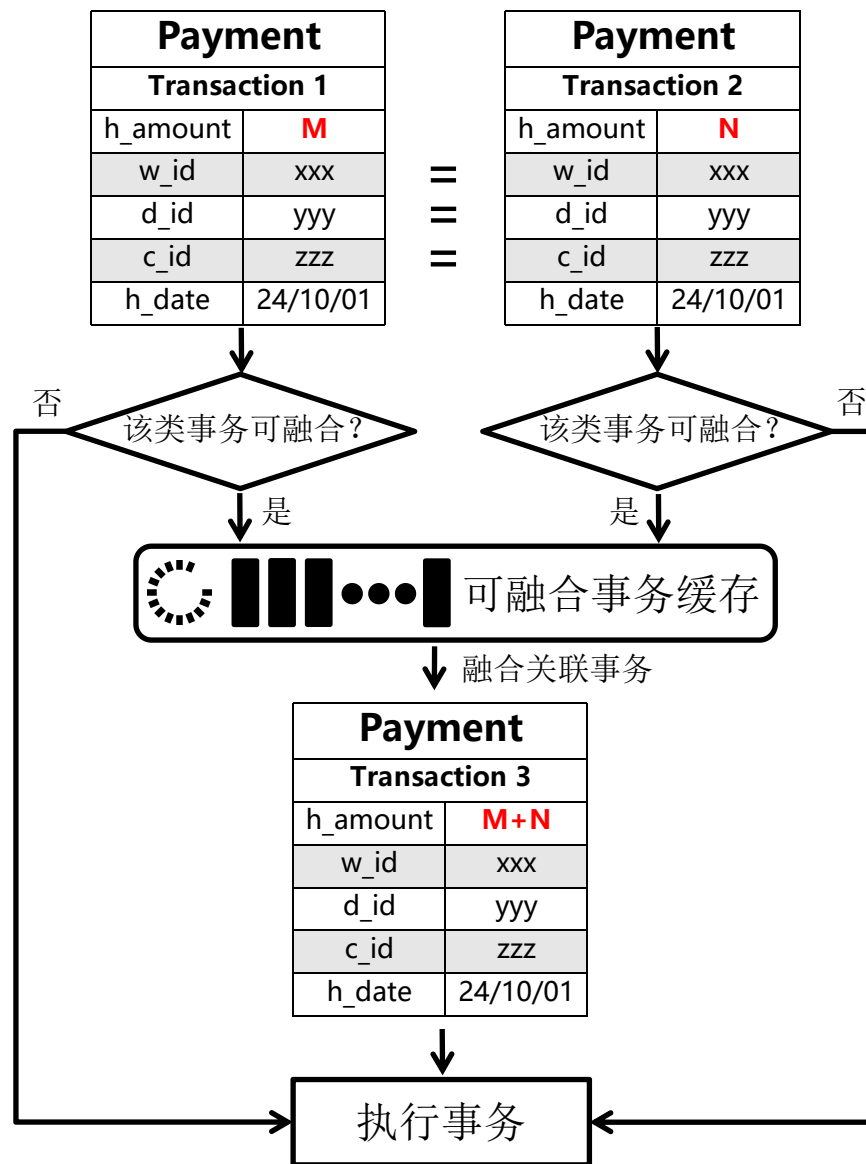 Payment
Transaction 1
h_amount M
w_id xxx
d_id yyy
c_id zzz
h_date 24/10/01
=
=
=
Payment
Transaction 2
h_amount N
w_id xxx
d_id yyy
c_id zzz
h_date 24/10/01
否
该类事务可融合?
是
否
该类事务可融合?
是
可融合事务缓存
融合关联事务
Payment
Transaction 3
h_amount M+N
w_id xxx
d_id yyy
c_id zzz
h_date 24/10/01
执行事务